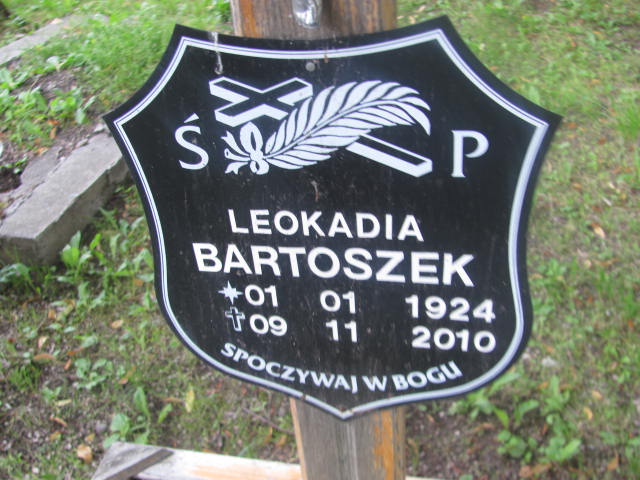 Ś P
LEOKADIA
BARTOSZEK
01 01 1924
09 11 2010
SPOCZYWAJ W BOGU